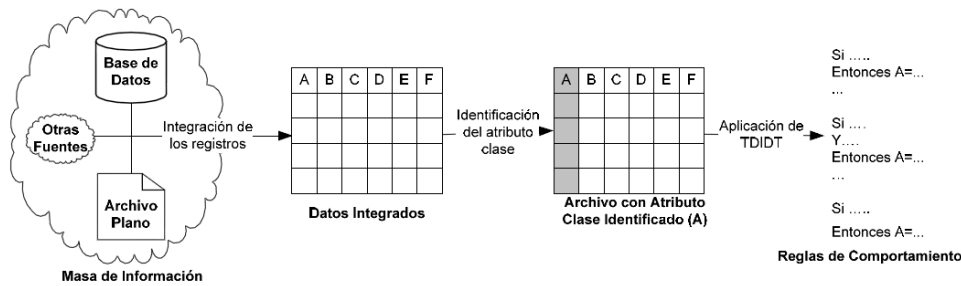 Base de
Datos
Otras
Fuentes
Archivo
Plano
Masa de Información
Integración de
los registros
A B C D E F
Datos Integrados
Identificación
del atributo
clase
A B C D E F
Archivo con Atributo
Clase Identificado (A)
Aplicación de
TDIDT
Si .....
Entonces A=...
...
Si ....
Y....
Entonces A=...
...
Si .....
Entonces A=...
Reglas de Comportamiento